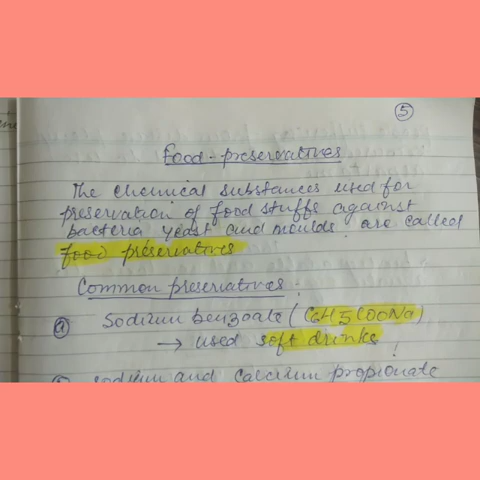 5
Food-preservatives
The chemical substances used for
preservation of food stuffs against
bacteria yeast and moulds are called
food preservatives
Common preservatives:
Sodium benzoate (C6H5COONa)
→ used soft drinks
sodium and calcium propionate